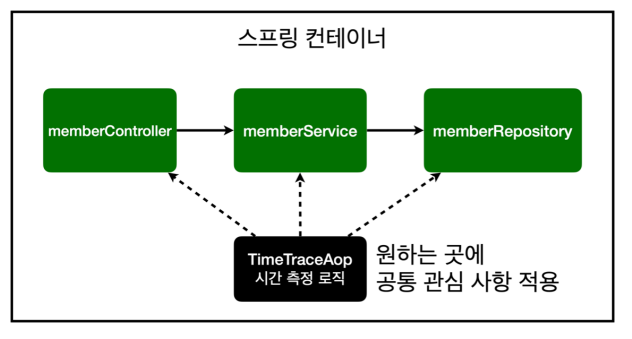 스프링 컨테이너
memberController
memberService
memberRepository
TimeTraceAop
시간 측정 로직
원하는 곳에
공통 관심 사항 적용